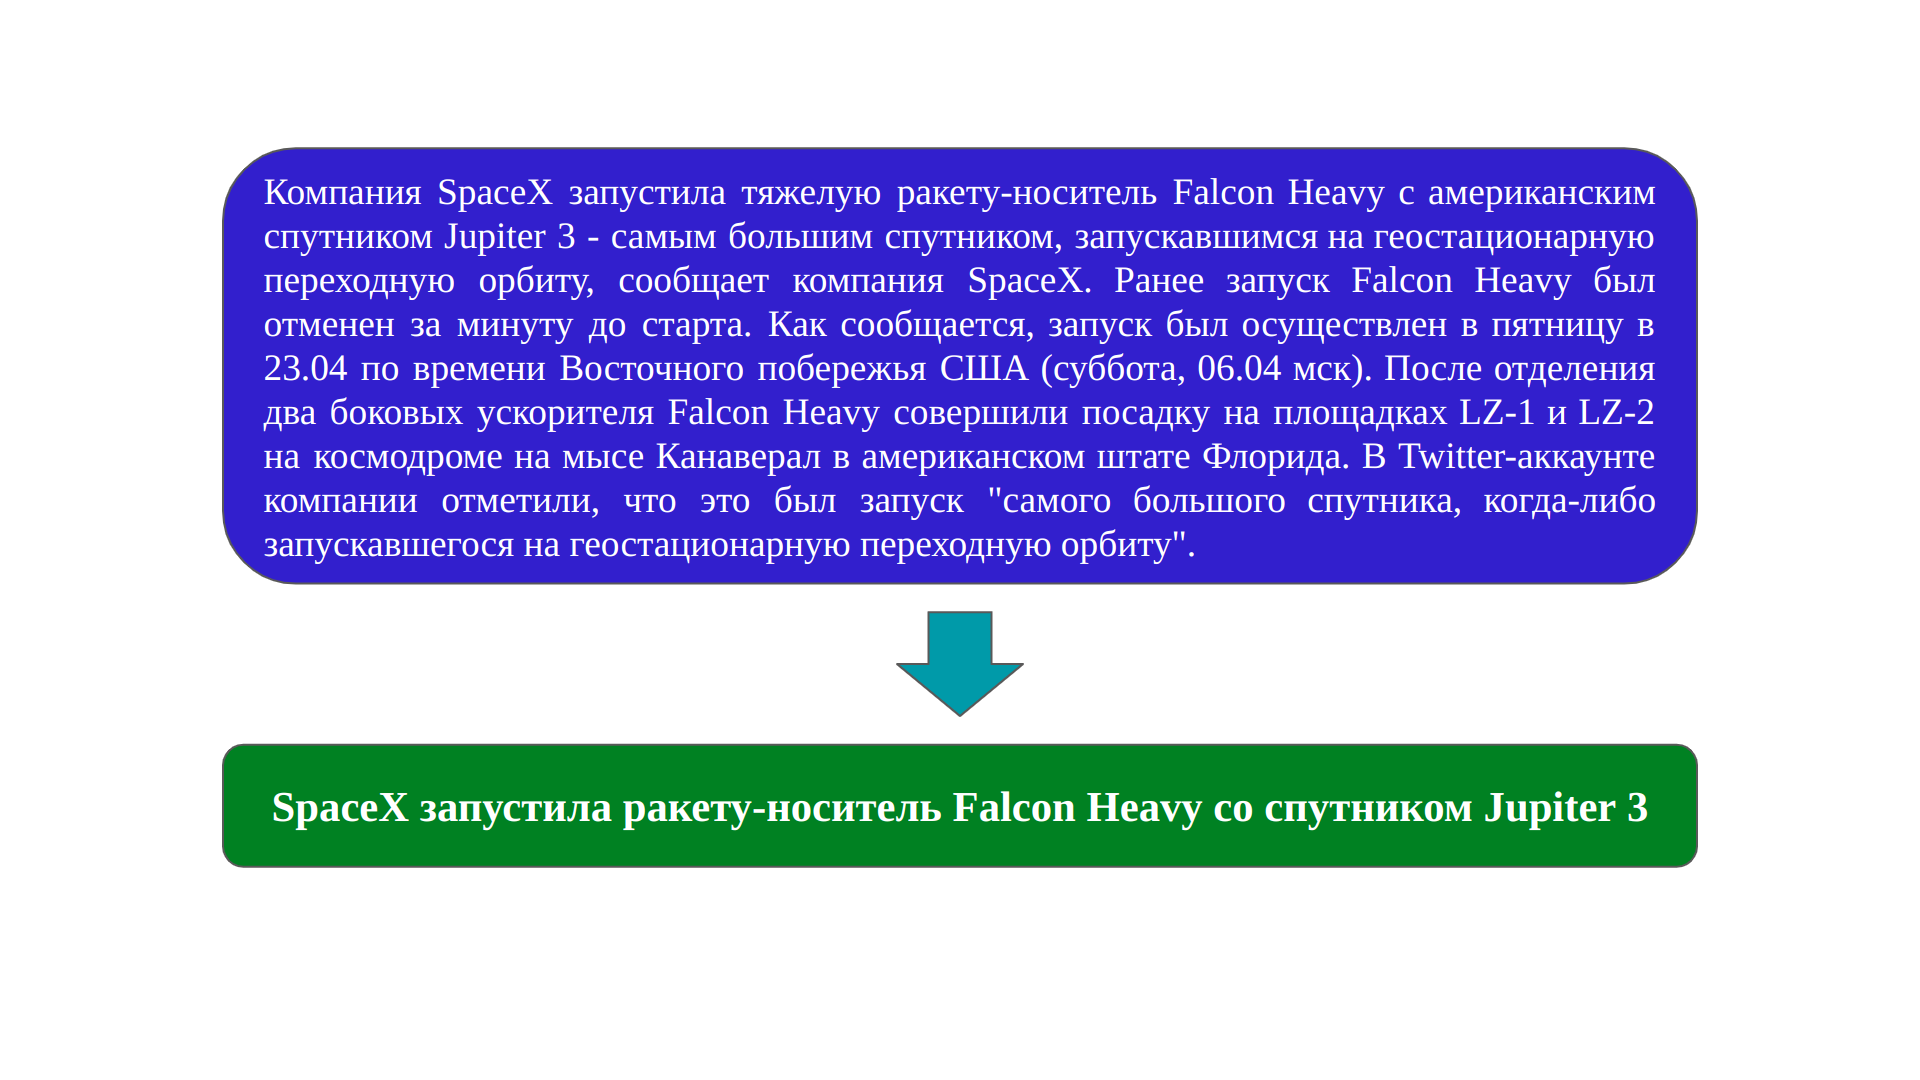 Компания SpaceX запустила тяжелую ракету-носитель Falcon Heavy с американским
спутником Jupiter 3 - самым большим спутником, запускавшимся на геостационарную
переходную орбиту, сообщает компания SpaceX. Ранее запуск Falcon Heavy был
отменен за минуту до старта. Как сообщается, запуск был осуществлен в пятницу в
23.04 по времени Восточного побережья США (суббота, 06.04 мск). После отделения
два боковых ускорителя Falcon Heavy совершили посадку на площадках LZ-1 и LZ-2
на космодроме на мысе Канаверал в американском штате Флорида. В Twitter-аккаунте
компании отметили, что это был запуск "самого большого спутника, когда-либо
запускавшегося на геостационарную переходную орбиту".
SpaceX запустила ракету-носитель Falcon Heavy со спутником Jupiter 3